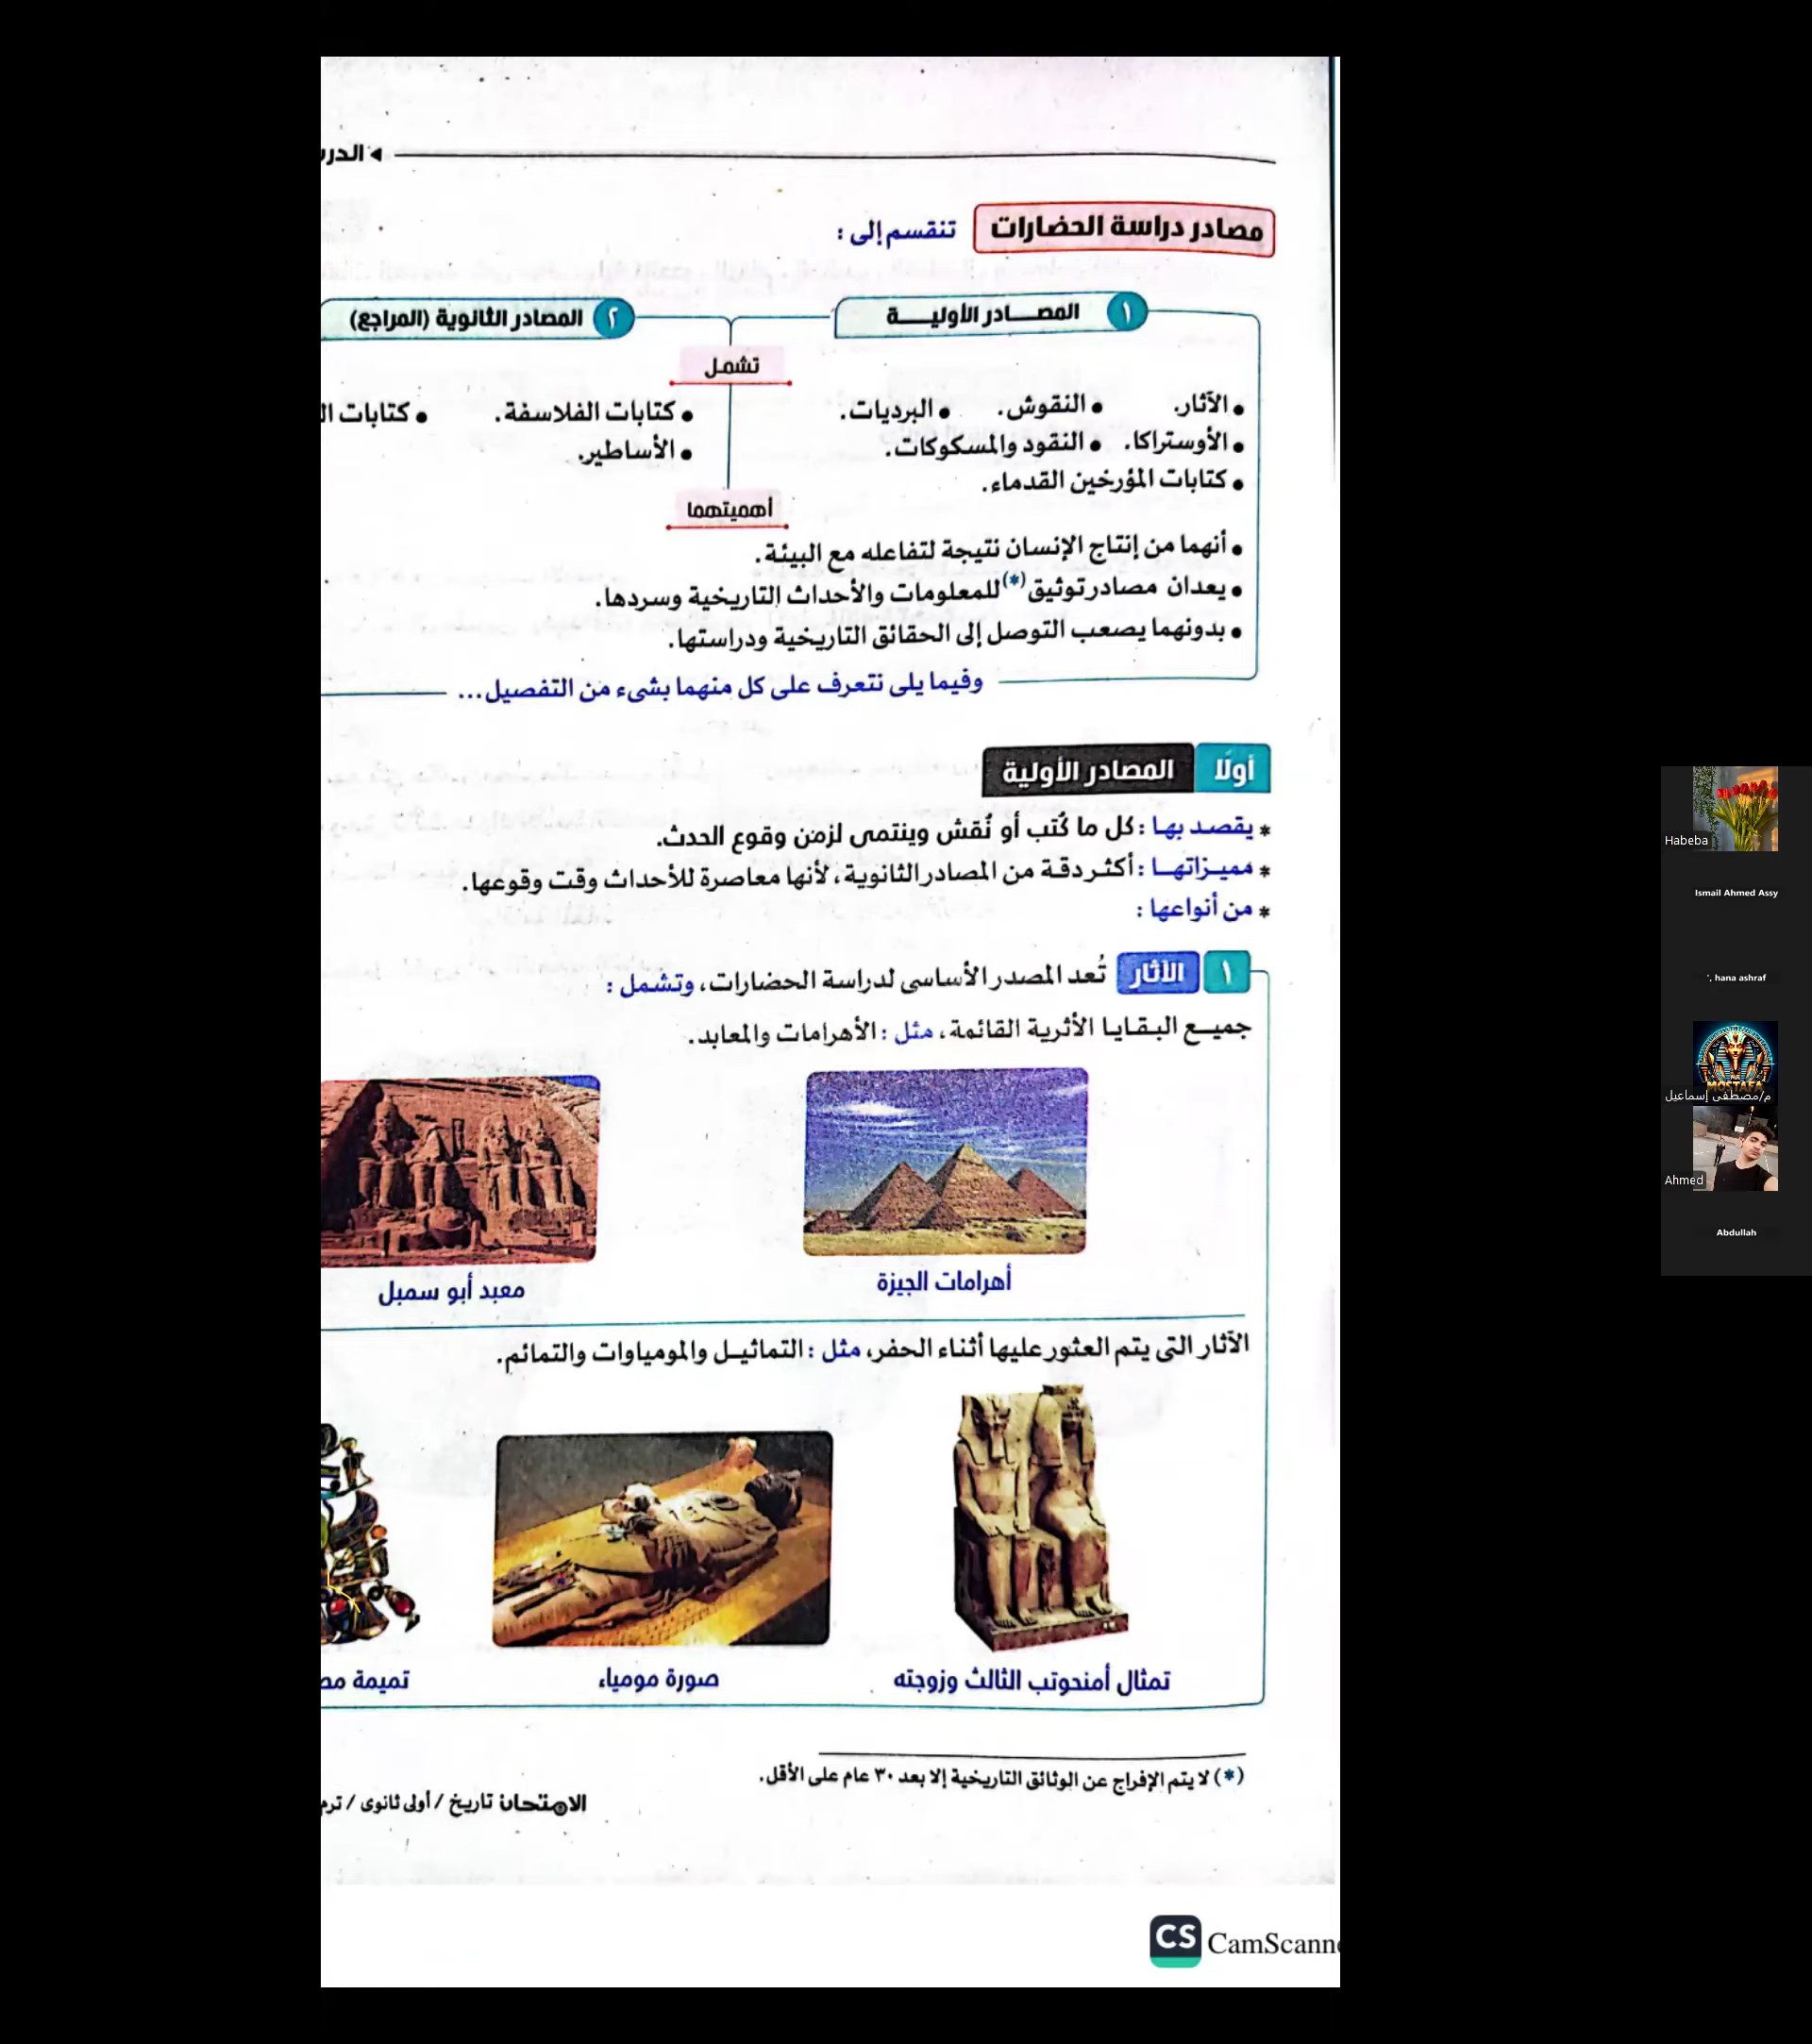 مصادر دراسة الحضارات تنقسم إلى :
١ المصـــادر الأوليـــة
٢ المصادر الثانوية (المراجع)
تشمل
• الآثار. • النقوش. • البرديات.
• الأوستراكا. • النقود والمسكوكات.
• كتابات المؤرخين القدماء.
• كتابات الفلاسفة. • كتابات
• الأساطير.
أهميتهما
• أنهما من إنتاج الإنسان نتيجة لتفاعله مع البيئة.
• يعدان مصادر توثيق(*) للمعلومات والأحداث التاريخية وسردها.
• بدونهما يصعب التوصل إلى الحقائق التاريخية ودراستها.
وفيما يلى نتعرف على كل منهما بشىء من التفصيل...
أولًا المصادر الأولية
* يقصد بها : كل ما كُتب أو نُقش وينتمى لزمن وقوع الحدث.
* مميزاتها : أكثر دقة من المصادر الثانوية، لأنها معاصرة للأحداث وقت وقوعها.
* من أنواعها :
١ الآثار تُعد المصدر الأساسى لدراسة الحضارات، وتشمل :
جميع البقايا الأثرية القائمة، مثل : الأهرامات والمعابد.
أهرامات الجيزة
معبد أبو سمبل
الآثار التى يتم العثور عليها أثناء الحفر، مثل : التماثيل والمومياوات والتمائم.
تمثال أمنحوتب الثالث وزوجته
صورة مومياء
تميمة
(*) لا يتم الإفراج عن الوثائق التاريخية إلا بعد ٣٠ عام على الأقل.
الامتحان تاريخ / أولى ثانوى /
CS CamScann
Habeba
Ismail Ahmed Assy
', hana ashraf
MOSTAFA
م/مصطفى إسماعيل
Ahmed
Abdullah